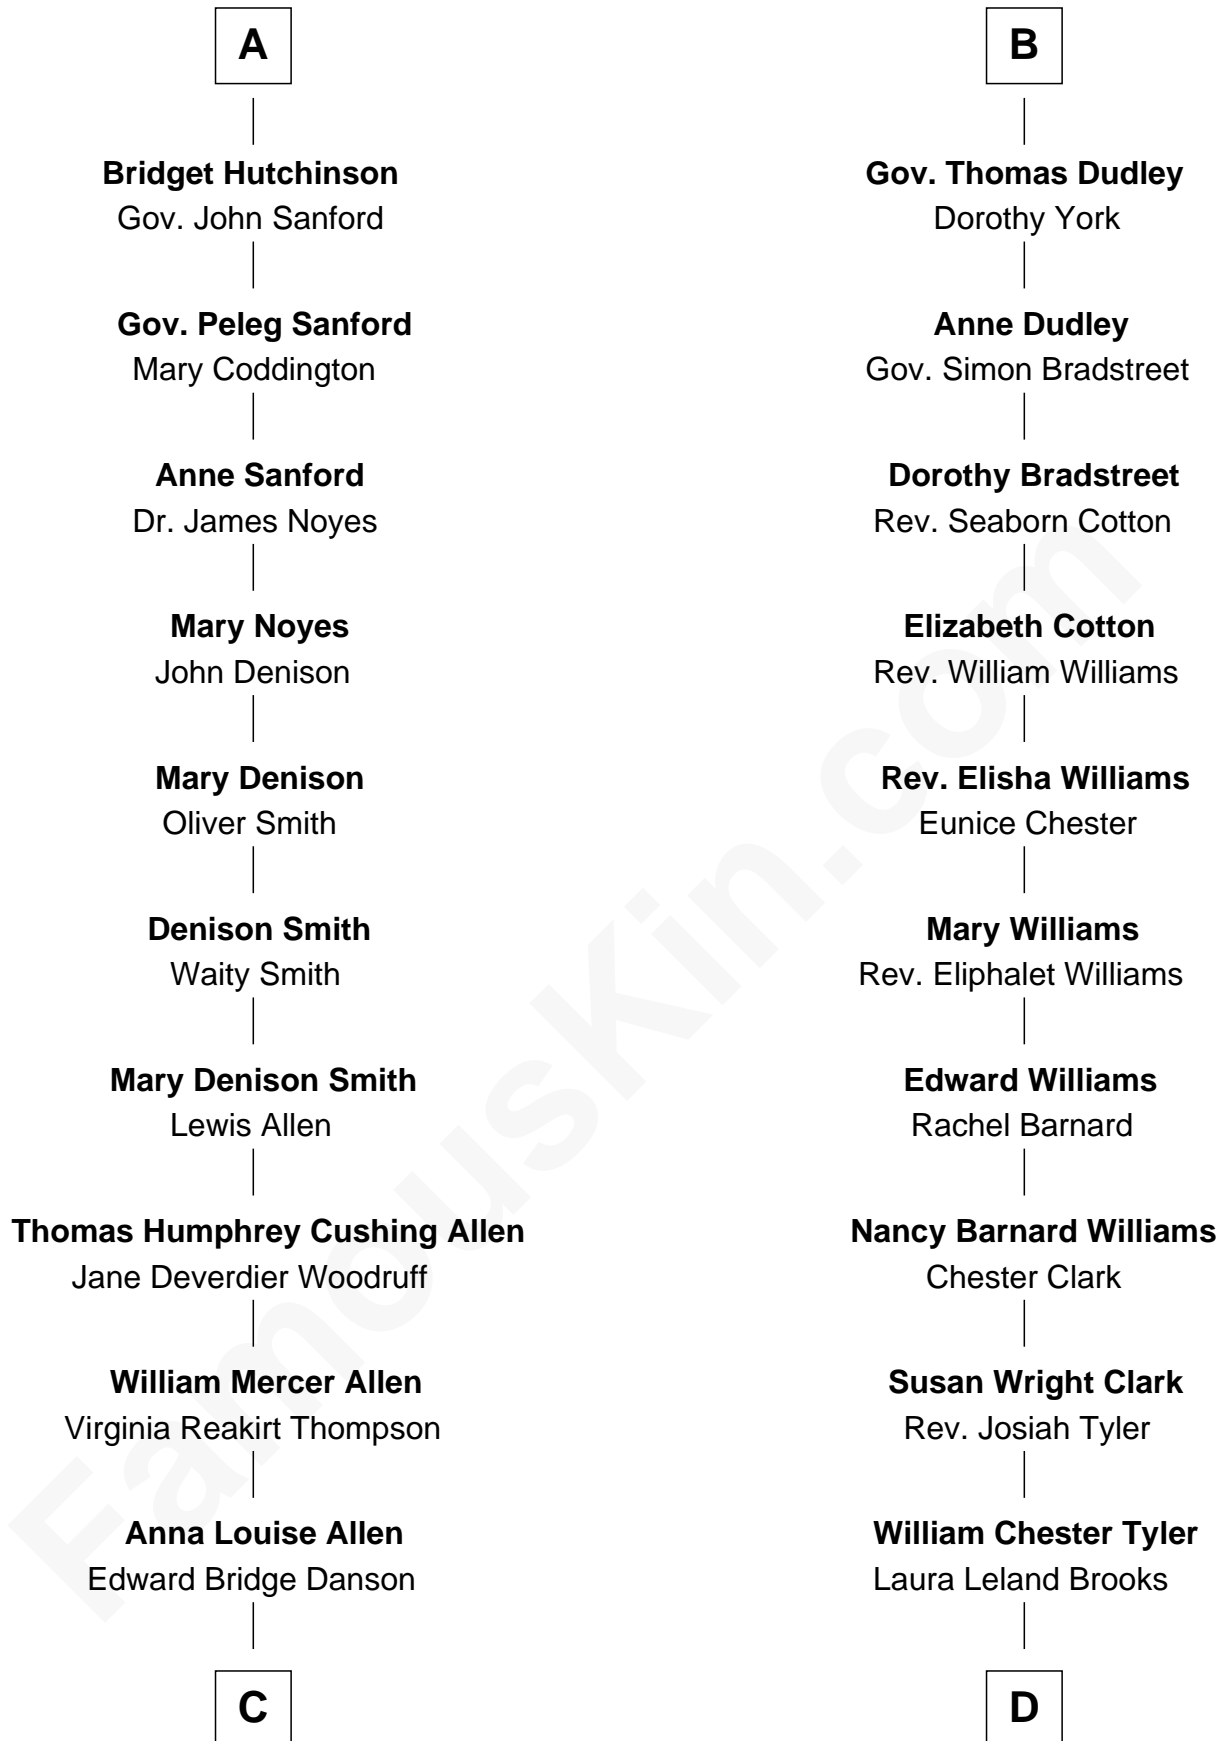 A
Bridget Hutchinson
Gov. John Sanford
Gov. Peleg Sanford
Mary Coddington
Anne Sanford
Dr. James Noyes
Mary Noyes
John Denison
Mary Denison
Oliver Smith
Denison Smith
Waity Smith
Mary Denison Smith
Lewis Allen
Thomas Humphrey Cushing Allen
Jane Deverdier Woodruff
William Mercer Allen
Virginia Reakirt Thompson
Anna Louise Allen
Edward Bridge Danson
C
B
Gov. Thomas Dudley
Dorothy York
Anne Dudley
Gov. Simon Bradstreet
Dorothy Bradstreet
Rev. Seaborn Cotton
Elizabeth Cotton
Rev. William Williams
Rev. Elisha Williams
Eunice Chester
Mary Williams
Rev. Eliphalet Williams
Edward Williams
Rachel Barnard
Nancy Barnard Williams
Chester Clark
Susan Wright Clark
Rev. Josiah Tyler
William Chester Tyler
Laura Leland Brooks
D
FamousKin.com